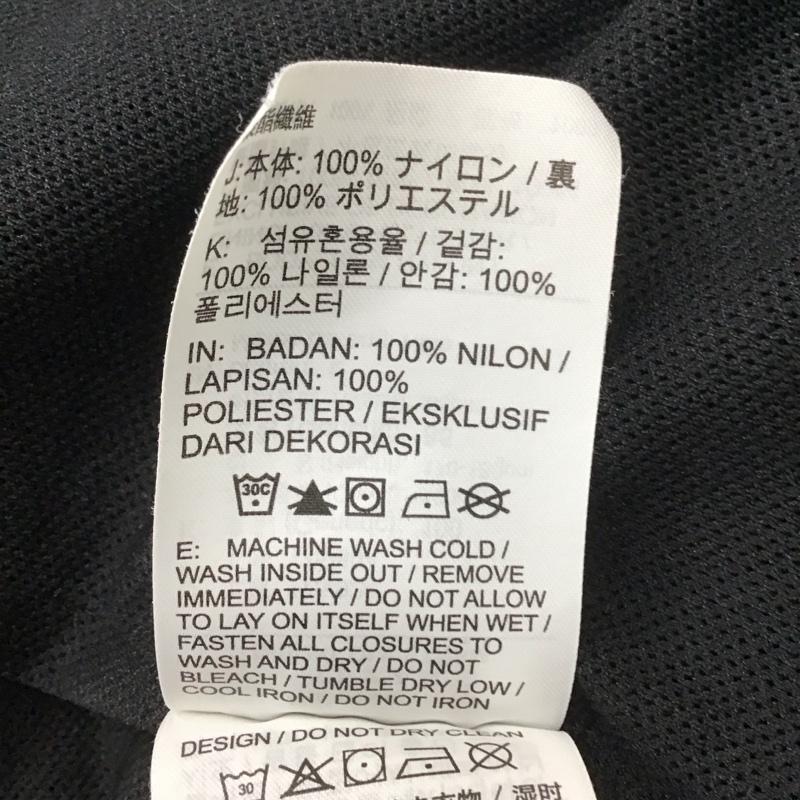 酯纖維
J:本体: 100% ナイロン / 裏
地: 100% ポリエステル
K: 섬유혼용율 / 겉감:
100% 나일론 / 안감: 100%
폴리에스터
IN: BADAN: 100% NILON /
LAPISAN: 100%
POLIESTER / EKSKLUSIF
DARI DEKORASI
30C
E: MACHINE WASH COLD /
WASH INSIDE OUT / REMOVE
IMMEDIATELY / DO NOT ALLOW
TO LAY ON ITSELF WHEN WET /
FASTEN ALL CLOSURES TO
WASH AND DRY / DO NOT
BLEACH / TUMBLE DRY LOW /
COOL IRON / DO NOT IRON
DESIGN / DO NOT DRY CLEAN
30
衣物 / 湿时